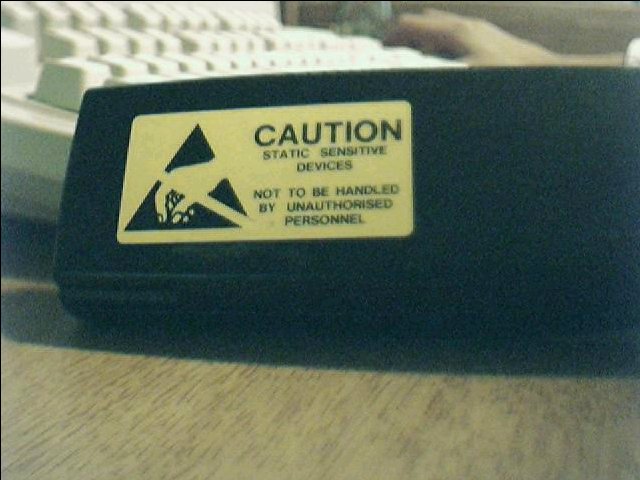 CAUTION
STATIC SENSITIVE
DEVICES
NOT TO BE HANDLED
BY UNAUTHORISED
PERSONNEL